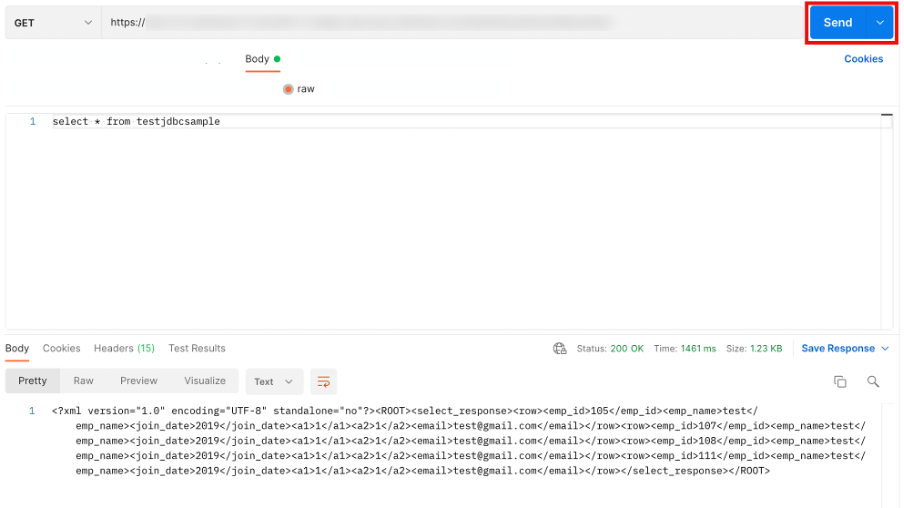 GET https:// Send
Body Cookies
raw
1 select * from testjdbcsample
Body Cookies Headers (15) Test Results Status: 200 OK Time: 1461 ms Size: 1.23 KB Save Response
Pretty Raw Preview Visualize Text
1 <?xml version="1.0" encoding="UTF-8" standalone="no"?><ROOT><select_response><row><emp_id>105</emp_id><emp_name>test</
emp_name><join_date>2019</join_date><a1>1</a1><a2>1</a2><email>test@gmail.com</email></row><row><emp_id>107</emp_id><emp_name>test</
emp_name><join_date>2019</join_date><a1>1</a1><a2>1</a2><email>test@gmail.com</email></row><row><emp_id>108</emp_id><emp_name>test</
emp_name><join_date>2019</join_date><a1>1</a1><a2>1</a2><email>test@gmail.com</email></row><row><emp_id>111</emp_id><emp_name>test</
emp_name><join_date>2019</join_date><a1>1</a1><a2>1</a2><email>test@gmail.com</email></row></select_response></ROOT>